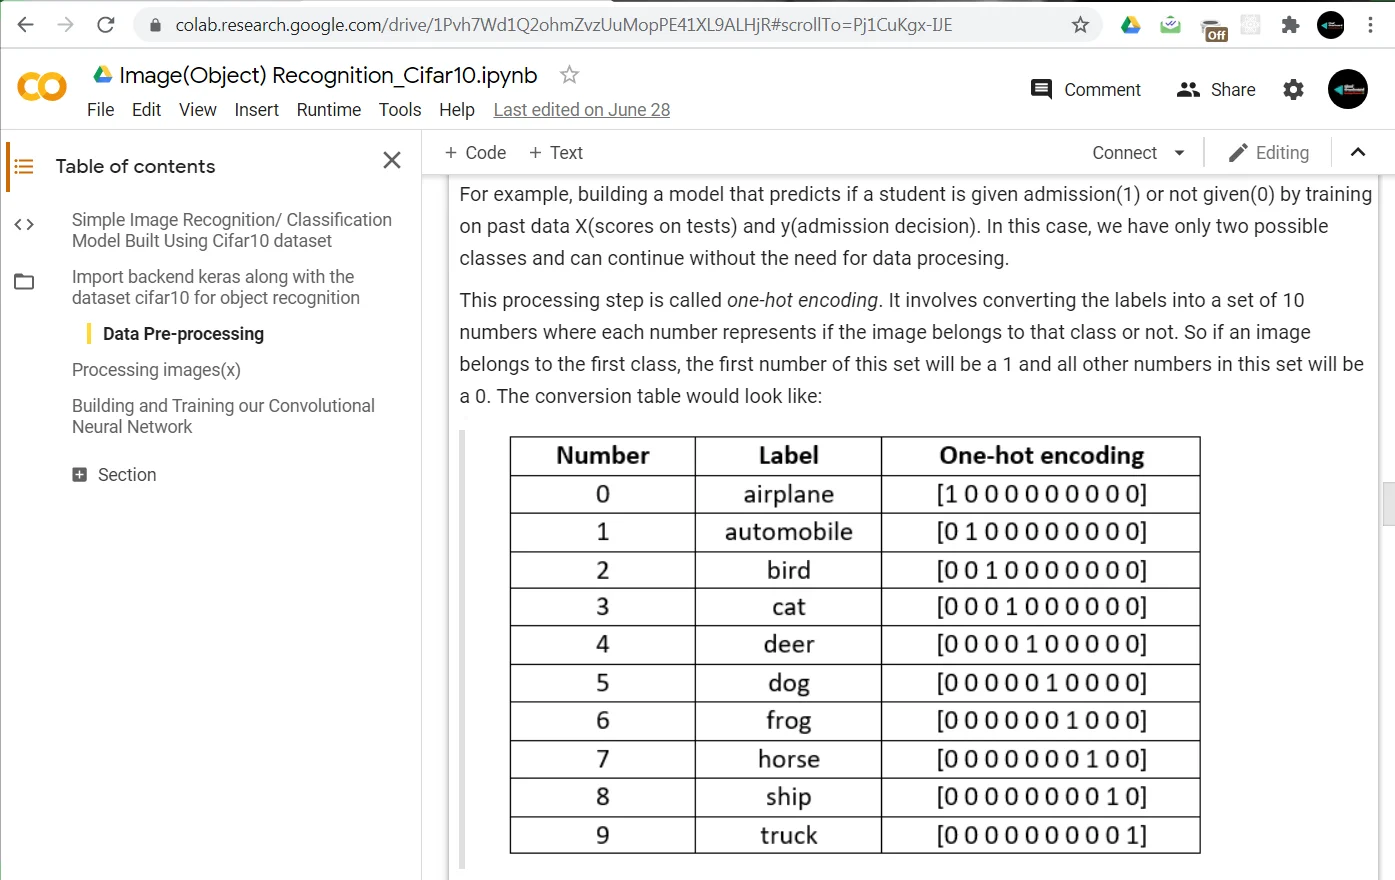 colab.research.google.com/drive/1Pvh7Wd1Q2ohmZvzUuMopPE41XL9ALHjR#scrollTo=Pj1CuKgx-IJE
Off
CO
Image(Object) Recognition_Cifar10.ipynb
File Edit View Insert Runtime Tools Help Last edited on June 28
Comment Share
Table of contents
+ Code + Text
Connect Editing
Simple Image Recognition/ Classification
Model Built Using Cifar10 dataset
Import backend keras along with the
dataset cifar10 for object recognition
Data Pre-processing
Processing images(x)
Building and Training our Convolutional
Neural Network
Section
For example, building a model that predicts if a student is given admission(1) or not given(0) by training
on past data X(scores on tests) and y(admission decision). In this case, we have only two possible
classes and can continue without the need for data procesing.
This processing step is called one-hot encoding. It involves converting the labels into a set of 10
numbers where each number represents if the image belongs to that class or not. So if an image
belongs to the first class, the first number of this set will be a 1 and all other numbers in this set will be
a 0. The conversion table would look like:
Number Label One-hot encoding
0 airplane [1 0 0 0 0 0 0 0 0 0]
1 automobile [0 1 0 0 0 0 0 0 0 0]
2 bird [0 0 1 0 0 0 0 0 0 0]
3 cat [0 0 0 1 0 0 0 0 0 0]
4 deer [0 0 0 0 1 0 0 0 0 0]
5 dog [0 0 0 0 0 1 0 0 0 0]
6 frog [0 0 0 0 0 0 1 0 0 0]
7 horse [0 0 0 0 0 0 0 1 0 0]
8 ship [0 0 0 0 0 0 0 0 1 0]
9 truck [0 0 0 0 0 0 0 0 0 1]